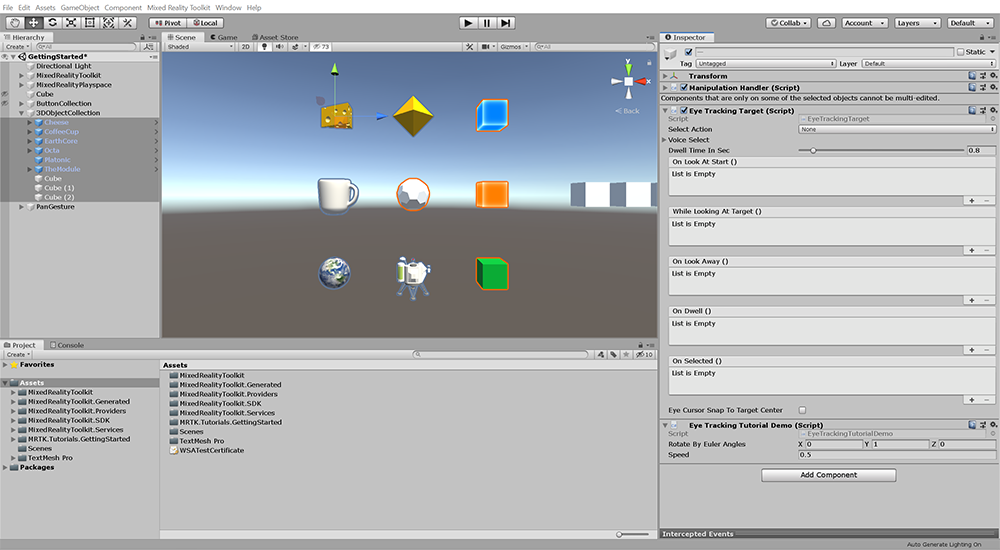 File Edit Assets GameObject Component Mixed Reality Toolkit Window Help
Pivot Local Collab Account Layers Default
Hierarchy Scene Game Asset Store Inspector
Create All Shaded 2D 73 Gizmos All
GettingStarted*
Directional Light
MixedRealityToolkit
MixedRealityPlayspace
Cube
ButtonCollection
3DObjectCollection
Cheese
CoffeeCup
EarthCore
Octa
Platonic
TheModule
Cube
Cube (1)
Cube (2)
PanGesture
y
x
Back
Static
Tag Untagged Layer Default
Transform
Manipulation Handler (Script)
Components that are only on some of the selected objects cannot be multi-edited.
Eye Tracking Target (Script)
Script EyeTrackingTarget
Select Action None
Voice Select
Dwell Time In Sec 0.8
On Look At Start ()
List is Empty
While Looking At Target ()
List is Empty
On Look Away ()
List is Empty
On Dwell ()
List is Empty
On Selected ()
List is Empty
Eye Cursor Snap To Target Center
Eye Tracking Tutorial Demo (Script)
Script EyeTrackingTutorialDemo
Rotate By Euler Angles X 0 Y 1 Z 0
Speed 0.5
Add Component
Intercepted Events
Auto Generate Lighting On
Project Console
Create 10
Favorites
Assets
MixedRealityToolkit
MixedRealityToolkit.Generated
MixedRealityToolkit.Providers
MixedRealityToolkit.SDK
MixedRealityToolkit.Services
MRTK.Tutorials.GettingStarted
Scenes
TextMesh Pro
Packages
Assets
MixedRealityToolkit
MixedRealityToolkit.Generated
MixedRealityToolkit.Providers
MixedRealityToolkit.SDK
MixedRealityToolkit.Services
MRTK.Tutorials.GettingStarted
Scenes
TextMesh Pro
WSATestCertificate